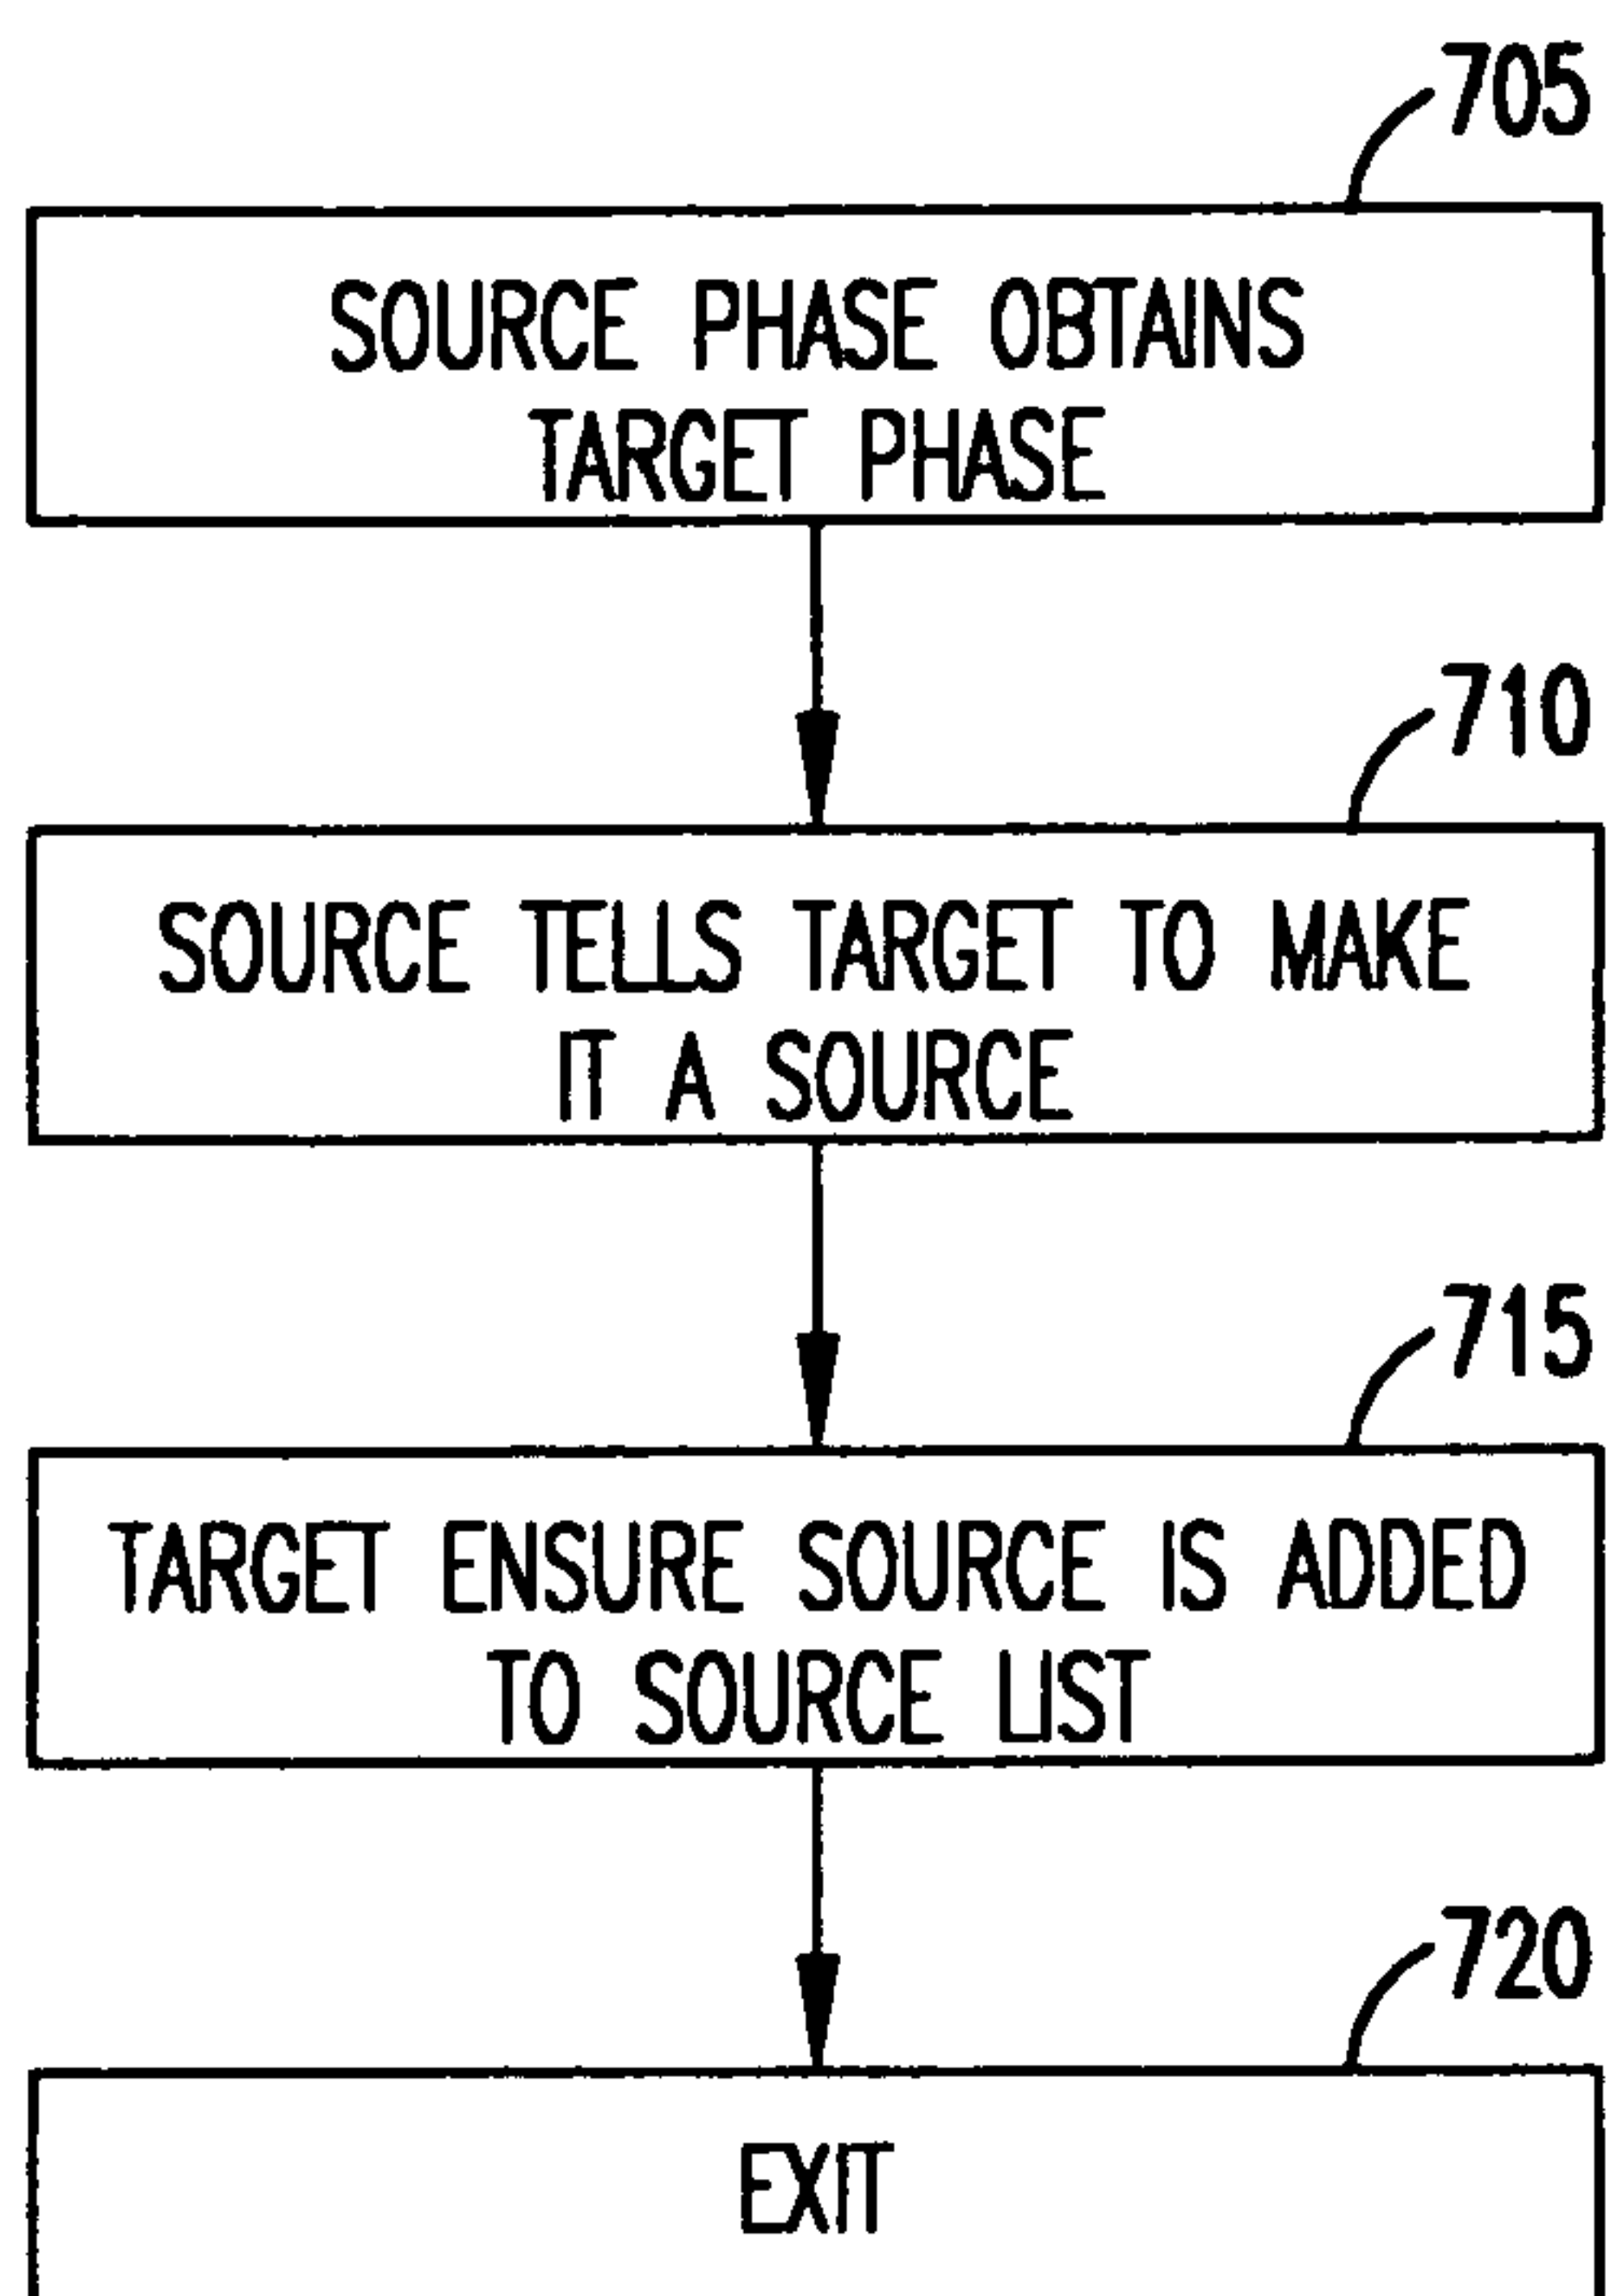 705
SOURCE PHASE OBTAINS
TARGET PHASE
710
SOURCE TELLS TARGET TO MAKE
IT A SOURCE
715
TARGET ENSURE SOURCE IS ADDED
TO SOURCE LIST
720
EXIT